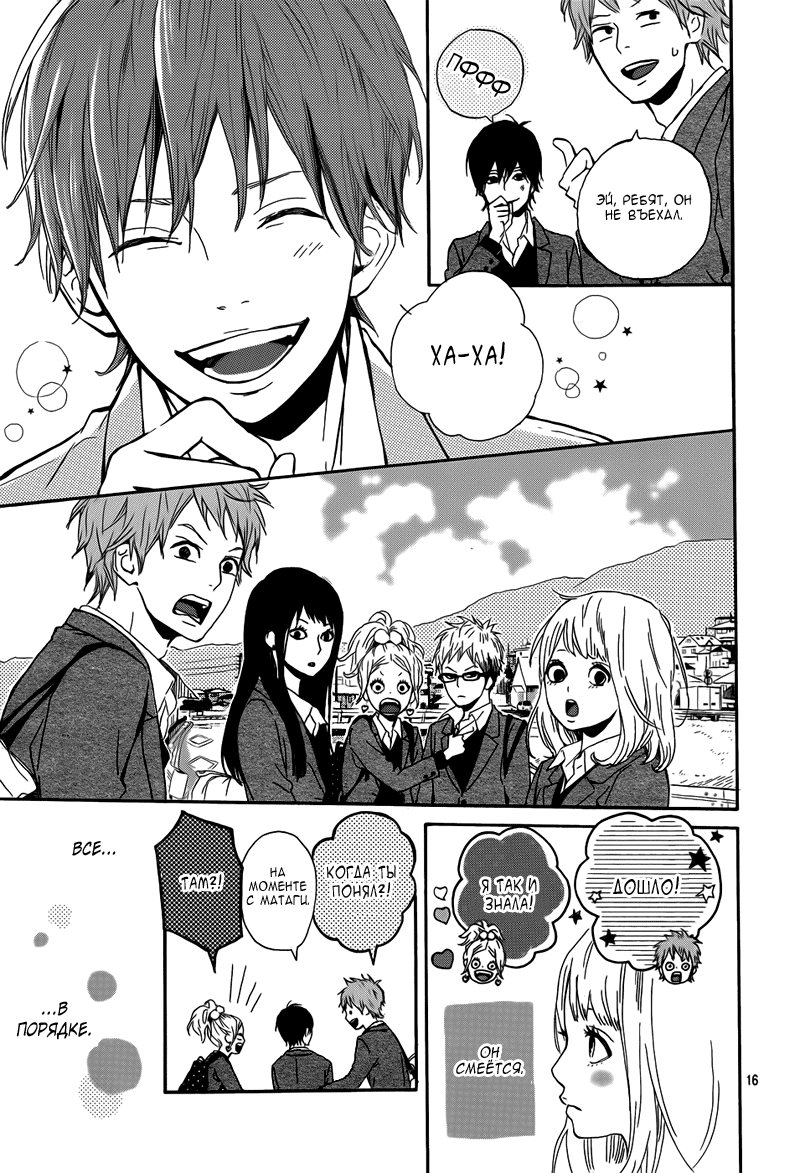 ПФФФ
ЭЙ, РЕБЯТ, ОН
НЕ ВЪЕХАЛ.
ХА-ХА!
ДОШЛО!
Я ТАК И
ЗНАЛА!
ОН
СМЕЁТСЯ.
КОГДА ТЫ
ПОНЯЛ?!
НА
МОМЕНТЕ
С МАТАГИ.
ТАМ?!
ВСЕ...
...В
ПОРЯДКЕ.
16